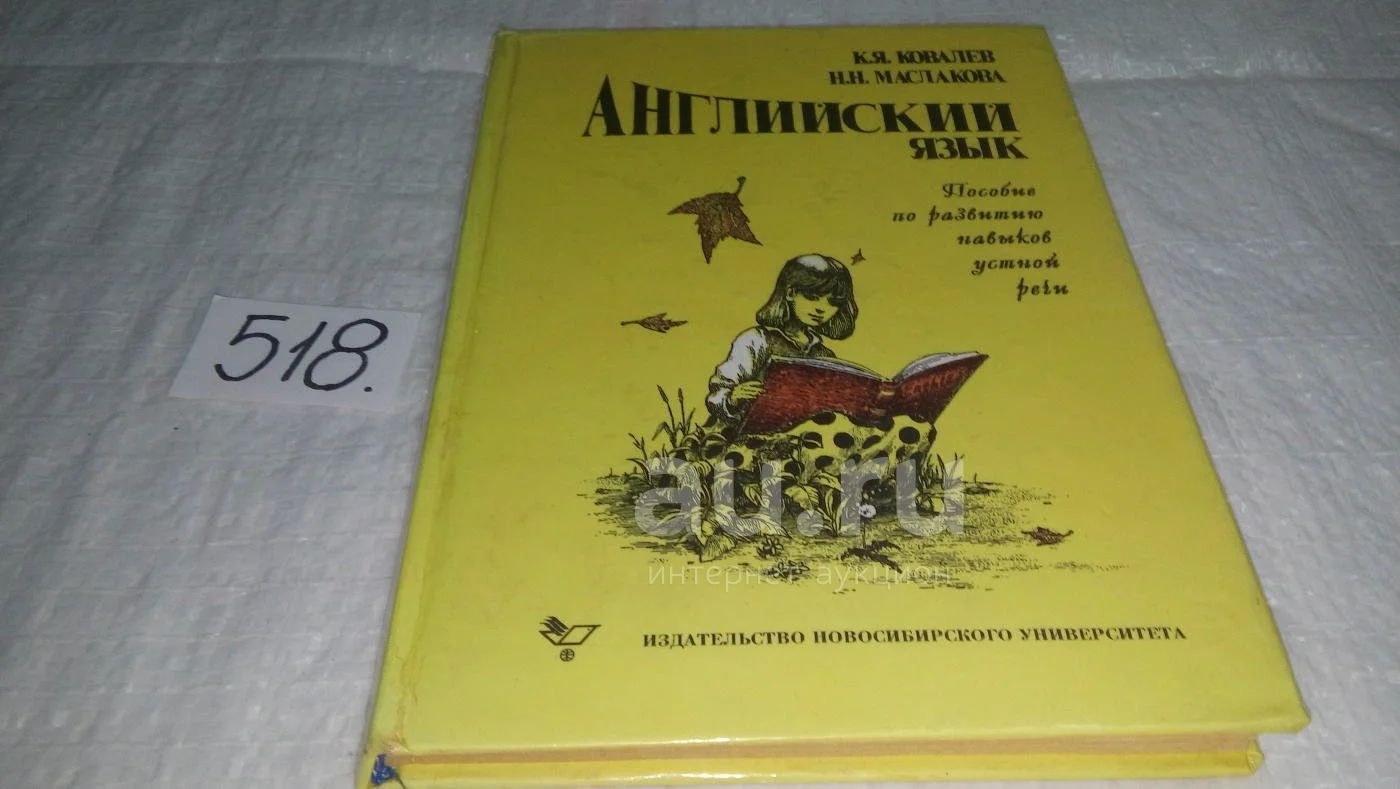 К.Я. КОВАЛЕВ
Н.Н. МАСЛАКОВА
АНГЛИЙСКИЙ
ЯЗЫК
Пособие
по развитию
навыков
устной
речи
518.
au.ru
интернет аукцион
ИЗДАТЕЛЬСТВО НОВОСИБИРСКОГО УНИВЕРСИТЕТА